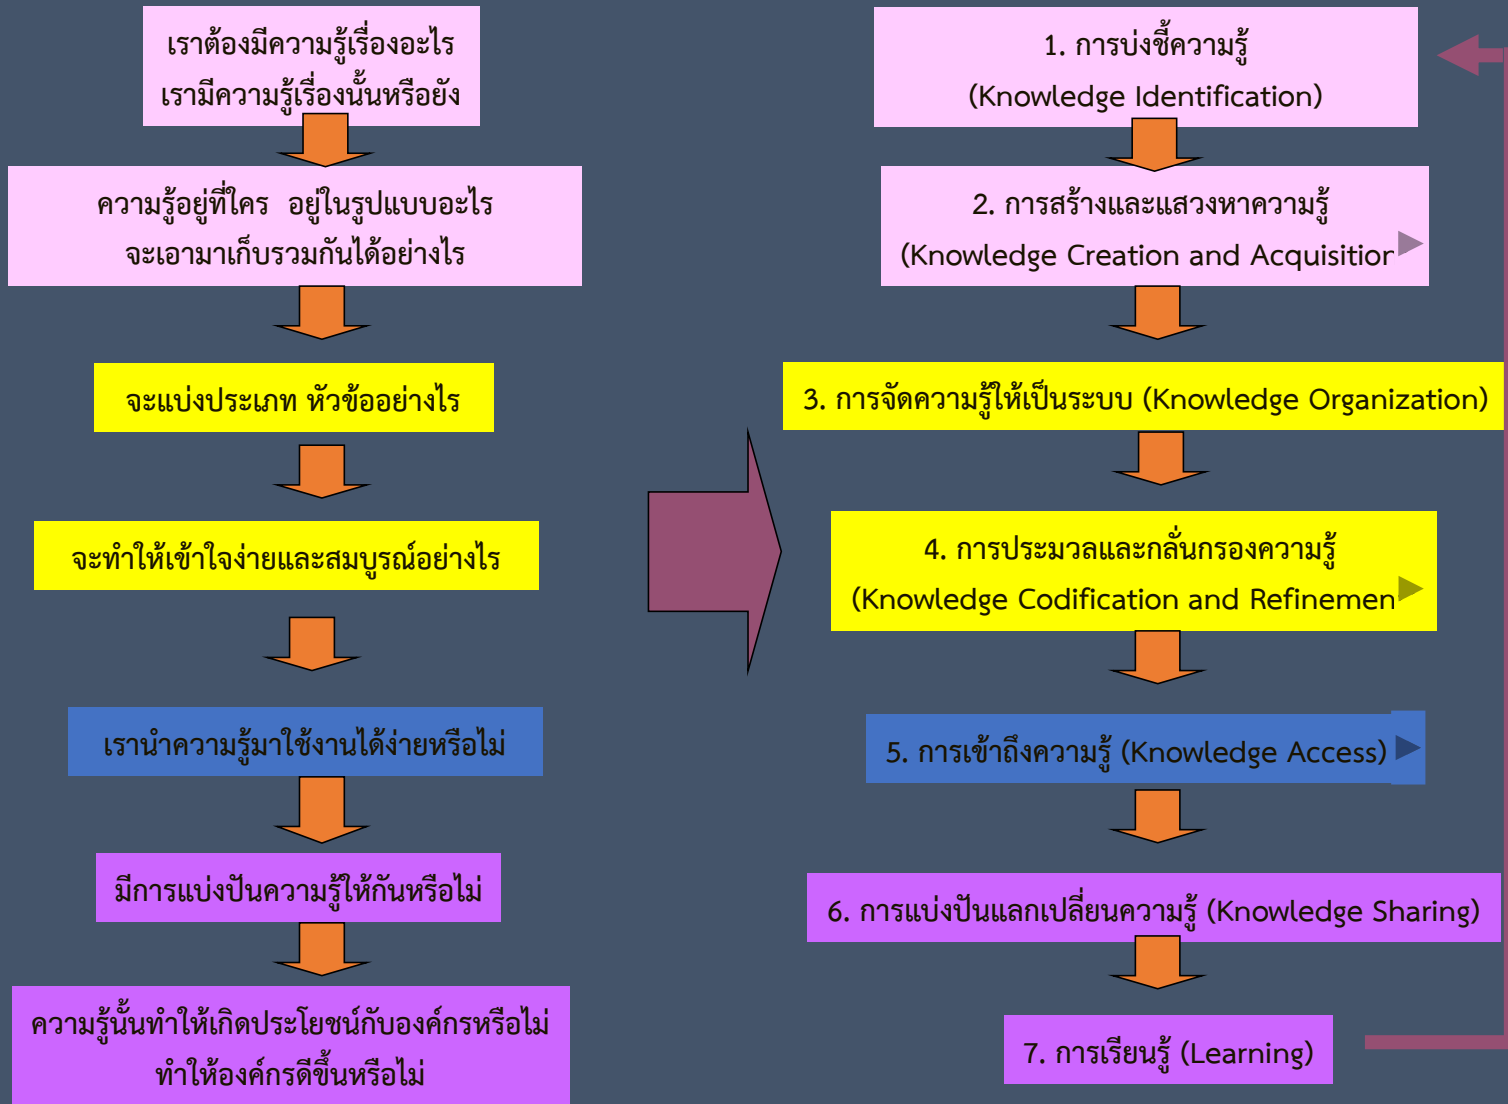 เราต้องมีความรู้เรื่องอะไร
เรามีความรู้เรื่องนั้นหรือยัง
ความรู้อยู่ที่ใคร อยู่ในรูปแบบอะไร
จะเอามาเก็บรวมกันได้อย่างไร
จะแบ่งประเภท หัวข้ออย่างไร
จะทำให้เข้าใจง่ายและสมบูรณ์อย่างไร
เรานำความรู้มาใช้งานได้ง่ายหรือไม่
มีการแบ่งปันความรู้ให้กันหรือไม่
ความรู้นั้นทำให้เกิดประโยชน์กับองค์กรหรือไม่
ทำให้องค์กรดีขึ้นหรือไม่
1. การบ่งชี้ความรู้
(Knowledge Identification)
2. การสร้างและแสวงหาความรู้
(Knowledge Creation and Acquisition
3. การจัดความรู้ให้เป็นระบบ (Knowledge Organization)
4. การประมวลและกลั่นกรองความรู้
(Knowledge Codification and Refinemen
5. การเข้าถึงความรู้ (Knowledge Access)
6. การแบ่งปันแลกเปลี่ยนความรู้ (Knowledge Sharing)
7. การเรียนรู้ (Learning)